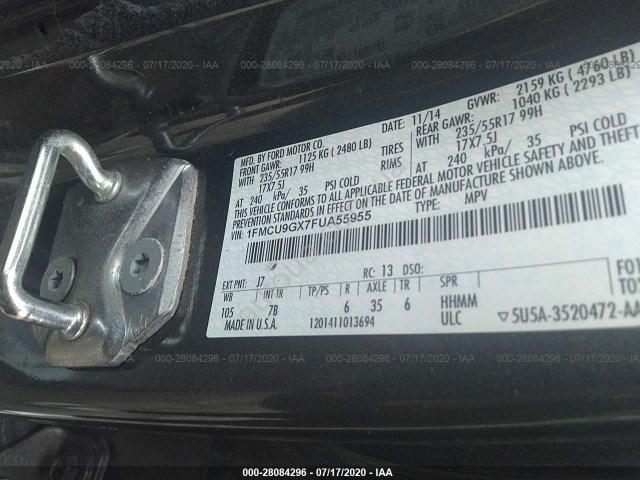 000-28084296 - 07/17/2020 - IAA
MFD. BY FORD MOTOR CO.
DATE: 11/14 GVWR: 2159 KG ( 4760 LB)
FRONT GAWR: 1125 KG ( 2480 LB) REAR GAWR: 1040 KG ( 2293 LB)
WITH 235/55R17 99H WITH 235/55R17 99H
17X7.5J RIMS 17X7.5J
AT 240 kPa/ 35 PSI COLD AT 240 kPa/ 35 PSI COLD
THIS VEHICLE CONFORMS TO ALL APPLICABLE FEDERAL MOTOR VEHICLE SAFETY AND THEFT
PREVENTION STANDARDS IN EFFECT ON THE DATE OF MANUFACTURE SHOWN ABOVE.
VIN: 1FMCU9GX7FUA55955 TYPE: MPV
EXT PNT: J7 RC: 13 DSO:
WB INT TR TP/PS R AXLE TR SPR
105 7B 6 35 6 HHMM
MADE IN U.S.A. 1201411013694 ULC
▽5U5A-3520472-AA
000-28084296 - 07/17/2020 - IAA
000-28084296 - 07/17/2020 - IAA